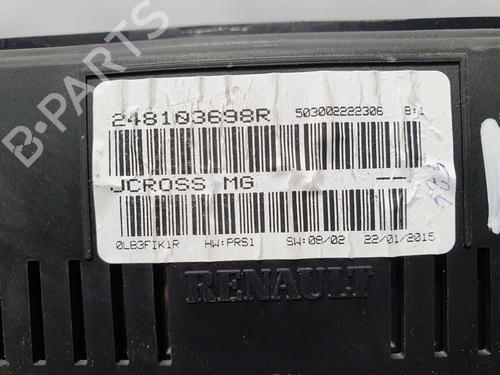 248103698R 503002222306 B:1
JCROSS MG --
0LB3FIK1R HW:PRS1 SW:08/02 22/01/2015
RENAULT
B-PARTS